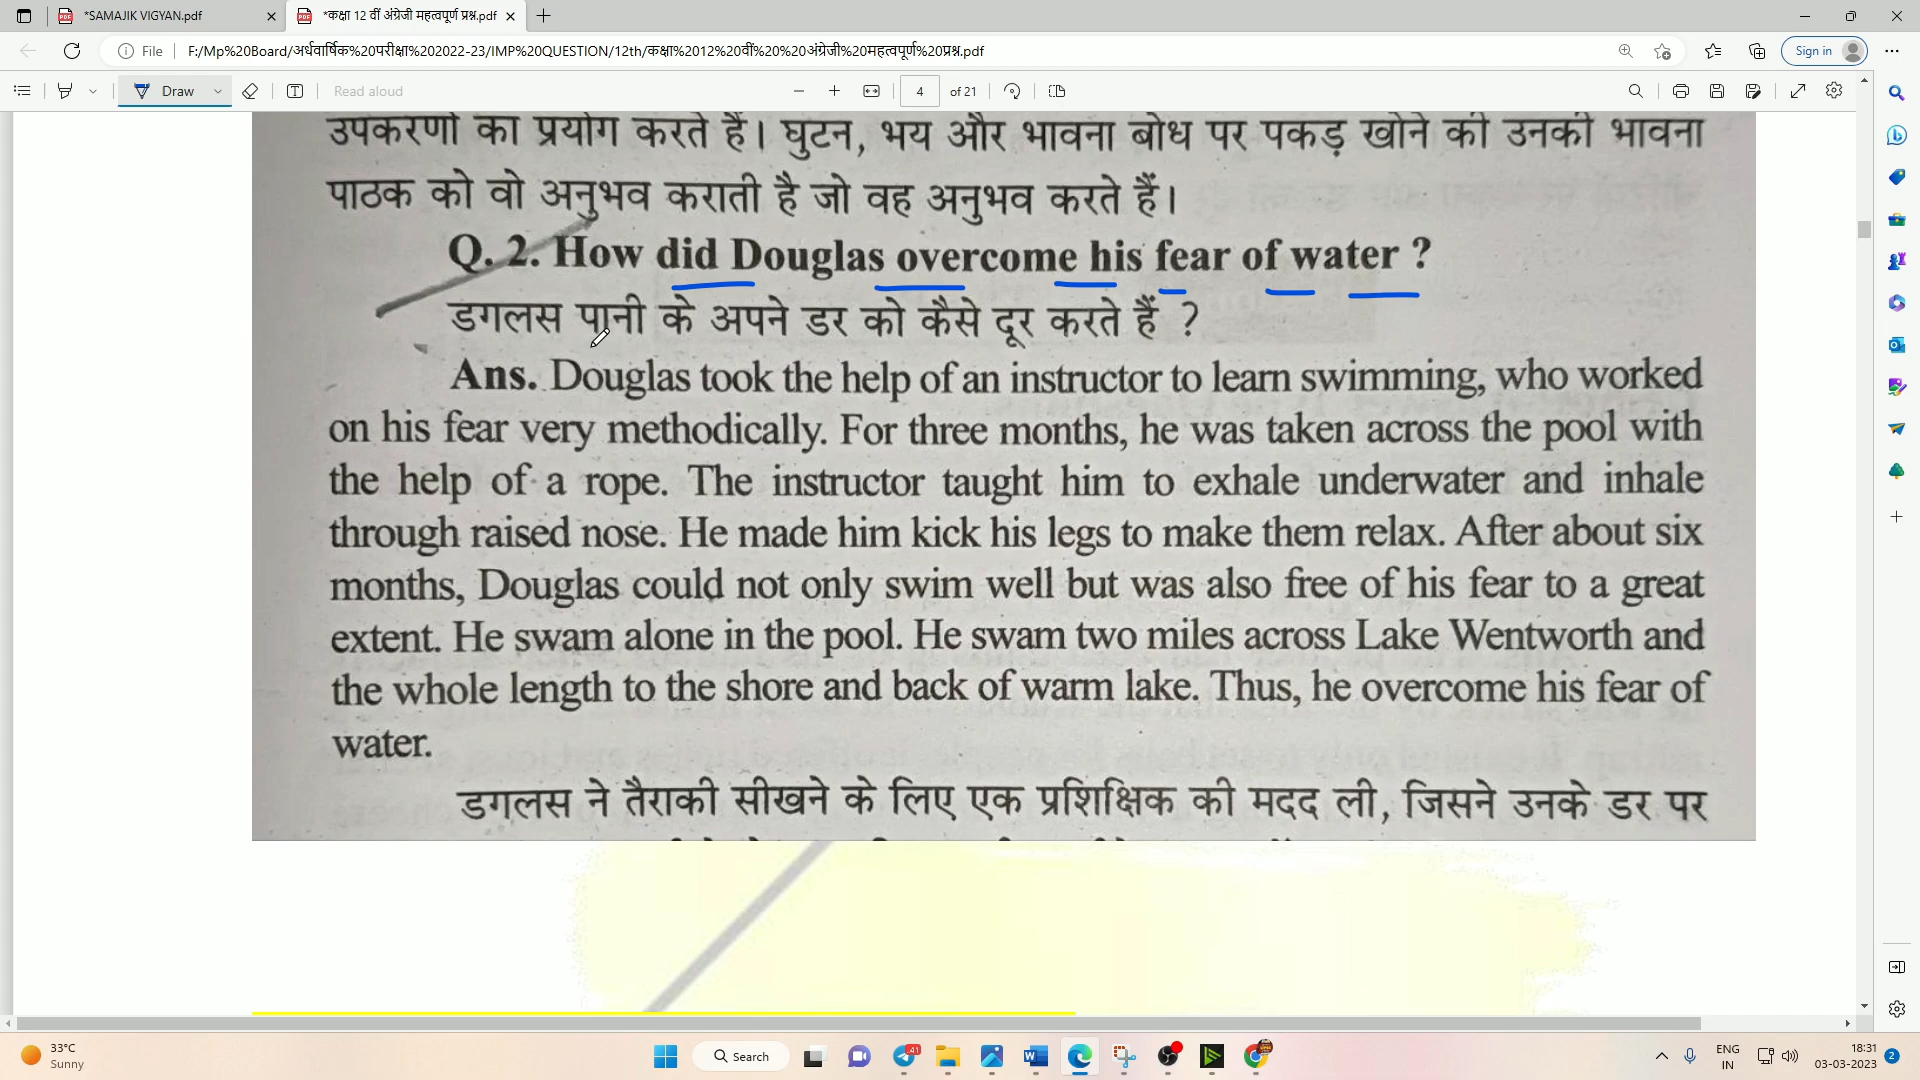 *SAMAJIK VIGYAN.pdf
*कक्षा 12 वीं अंग्रेजी महत्वपूर्ण प्रश्न.pdf
File
F:/Mp%20Board/अर्धवार्षिक%20परीक्षा%202022-23/IMP%20QUESTION/12th/कक्षा%2012%20वीं%20%20अंग्रेजी%20महत्वपूर्ण%20प्रश्न.pdf
Sign in
Draw
Read aloud
4 of 21
उपकरणों का प्रयोग करते हैं। घुटन, भय और भावना बोध पर पकड़ खोने की उनकी भावना
पाठक को वो अनुभव कराती है जो वह अनुभव करते हैं।
Q. 2. How did Douglas overcome his fear of water ?
डगलस पानी के अपने डर को कैसे दूर करते हैं ?
Ans. Douglas took the help of an instructor to learn swimming, who worked
on his fear very methodically. For three months, he was taken across the pool with
the help of a rope. The instructor taught him to exhale underwater and inhale
through raised nose. He made him kick his legs to make them relax. After about six
months, Douglas could not only swim well but was also free of his fear to a great
extent. He swam alone in the pool. He swam two miles across Lake Wentworth and
the whole length to the shore and back of warm lake. Thus, he overcome his fear of
water.
डगलस ने तैराकी सीखने के लिए एक प्रशिक्षिक की मदद ली, जिसने उनके डर पर
33°C
Sunny
Search
41
ENG
IN
18:31
03-03-2023
2